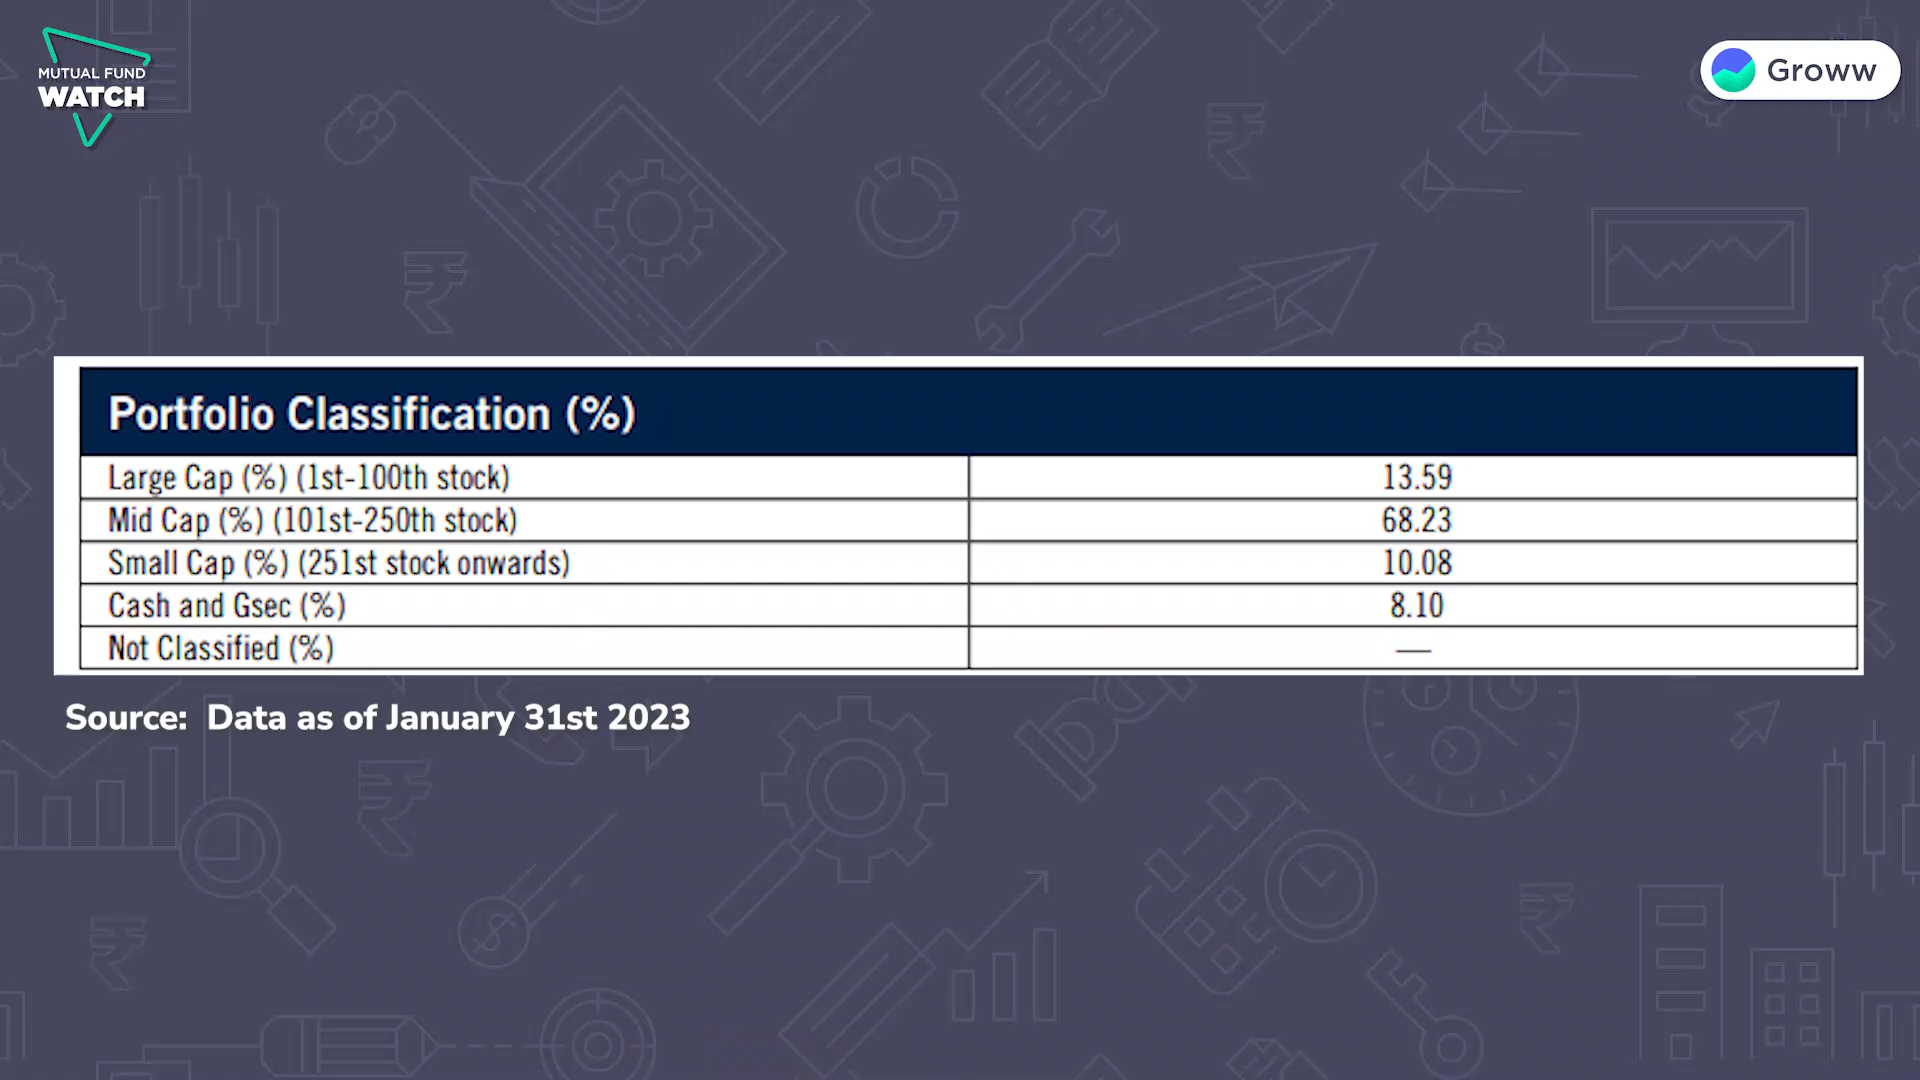 MUTUAL FUND
WATCH
Groww
Portfolio Classification (%)
Large Cap (%) (1st-100th stock) 13.59
Mid Cap (%) (101st-250th stock) 68.23
Small Cap (%) (251st stock onwards) 10.08
Cash and Gsec (%) 8.10
Not Classified (%) —
Source: Data as of January 31st 2023